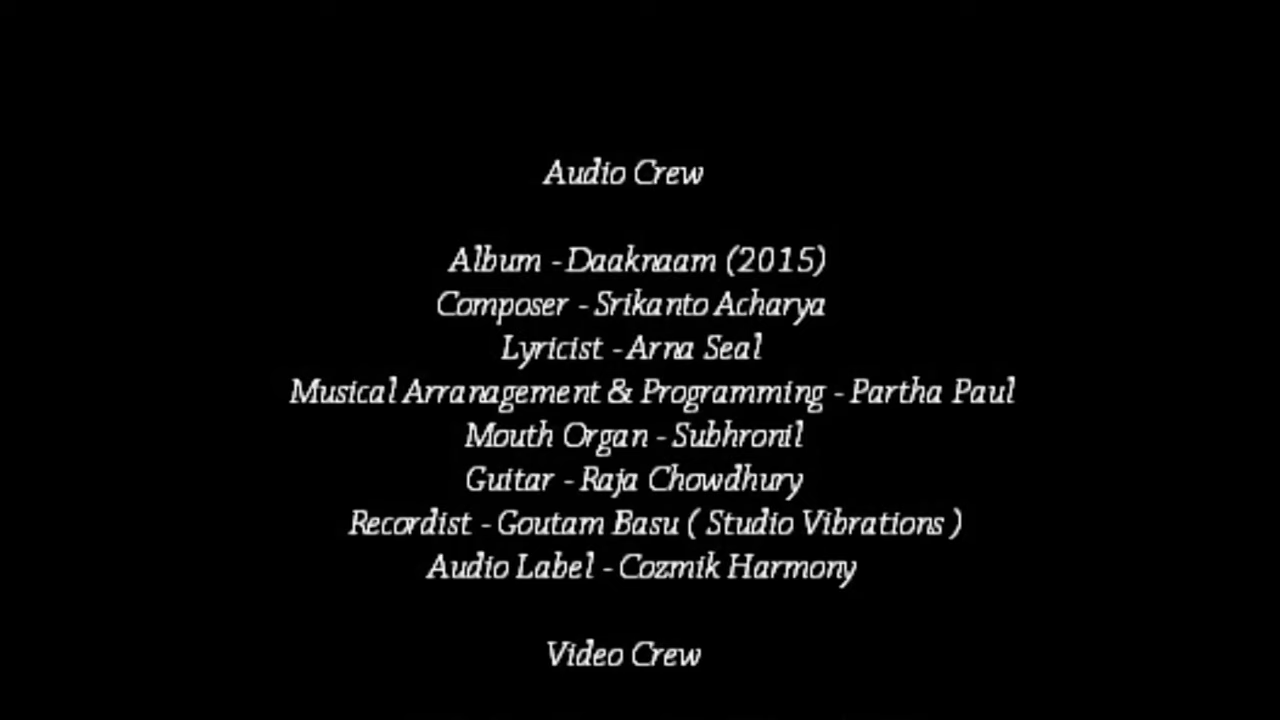 Audio Crew
Album - Daaknaam (2015)
Composer - Srikanto Acharya
Lyricist - Arna Seal
Musical Arranagement & Programming - Partha Paul
Mouth Organ - Subhronil
Guitar - Raja Chowdhury
Recordist - Goutam Basu ( Studio Vibrations )
Audio Label - Cozmik Harmony
Video Crew